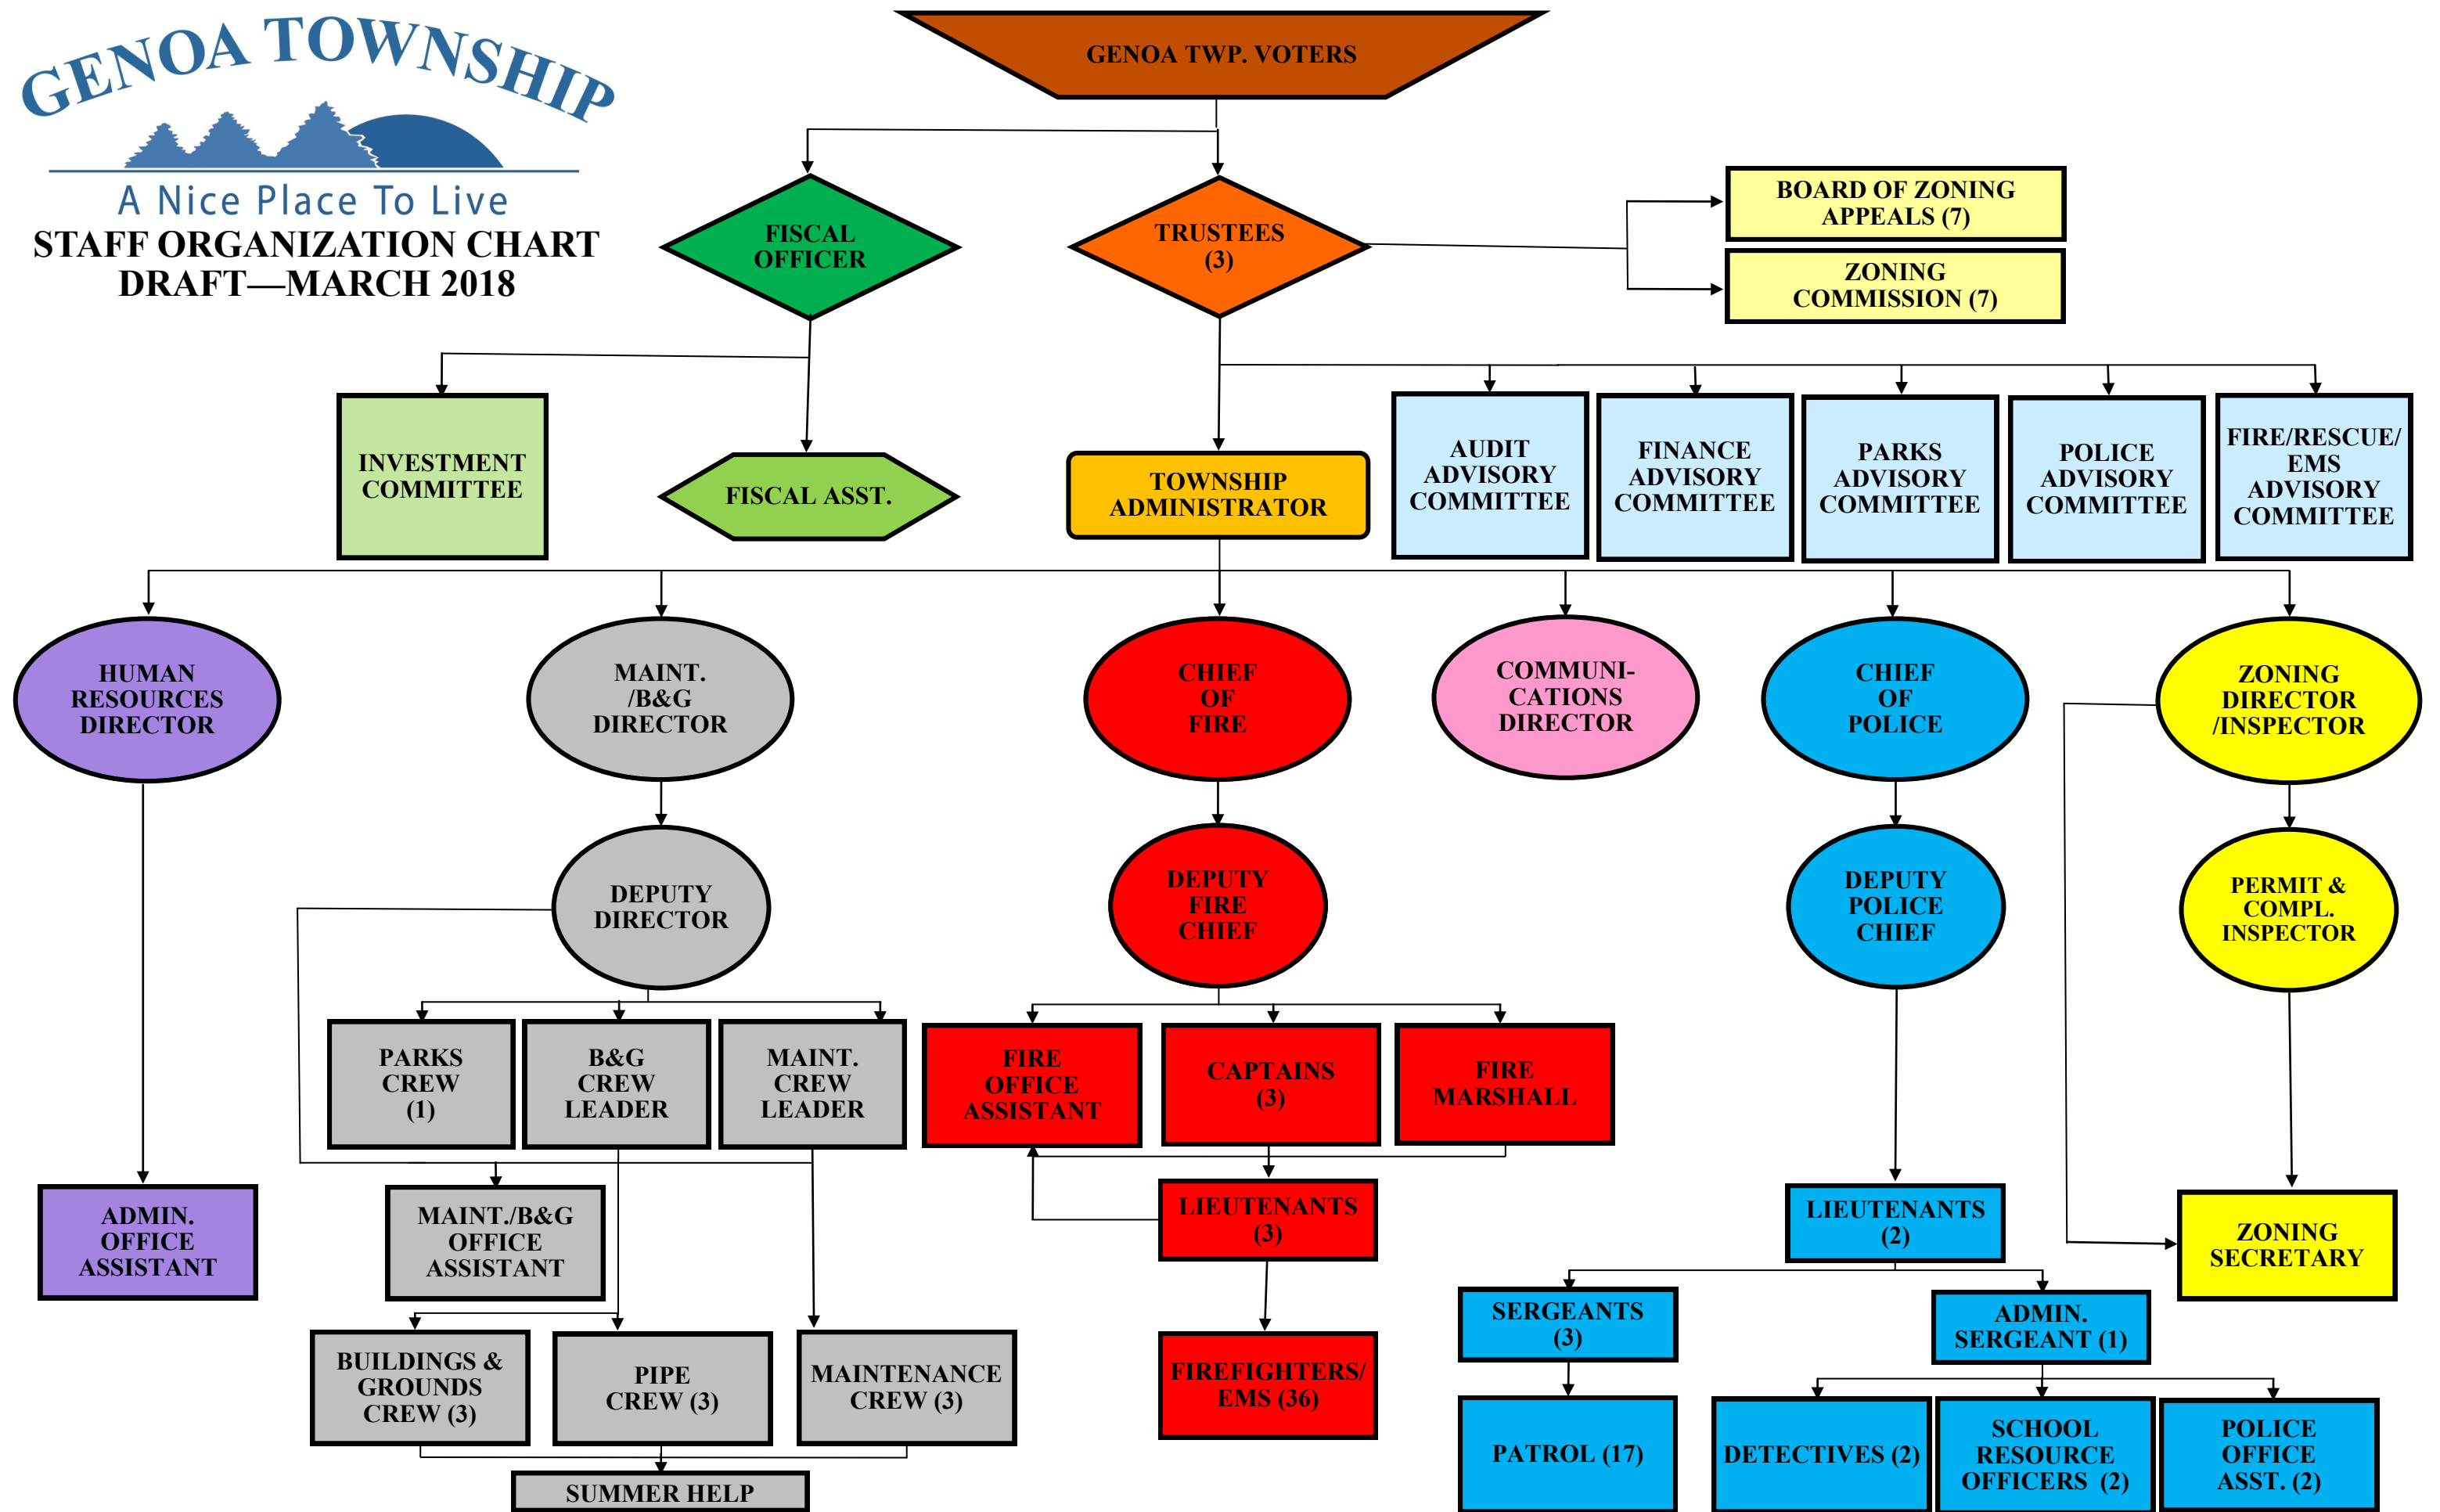 GENOA TOWNSHIP
A Nice Place To Live
STAFF ORGANIZATION CHART
DRAFT—MARCH 2018
GENOA TWP. VOTERS
FISCAL
OFFICER
TRUSTEES
(3)
BOARD OF ZONING
APPEALS (7)
ZONING
COMMISSION (7)
INVESTMENT
COMMITTEE
FISCAL ASST.
TOWNSHIP
ADMINISTRATOR
AUDIT
ADVISORY
COMMITTEE
FINANCE
ADVISORY
COMMITTEE
PARKS
ADVISORY
COMMITTEE
POLICE
ADVISORY
COMMITTEE
FIRE/RESCUE/
EMS
ADVISORY
COMMITTEE
HUMAN
RESOURCES
DIRECTOR
MAINT.
/B&G
DIRECTOR
CHIEF
OF
FIRE
COMMUNI-
CATIONS
DIRECTOR
CHIEF
OF
POLICE
ZONING
DIRECTOR
/INSPECTOR
DEPUTY
DIRECTOR
DEPUTY
FIRE
CHIEF
DEPUTY
POLICE
CHIEF
PERMIT &
COMPL.
INSPECTOR
PARKS
CREW
(1)
B&G
CREW
LEADER
MAINT.
CREW
LEADER
FIRE
OFFICE
ASSISTANT
CAPTAINS
(3)
FIRE
MARSHALL
ADMIN.
OFFICE
ASSISTANT
MAINT./B&G
OFFICE
ASSISTANT
LIEUTENANTS
(3)
LIEUTENANTS
(2)
ZONING
SECRETARY
SERGEANTS
(3)
ADMIN.
SERGEANT (1)
BUILDINGS &
GROUNDS
CREW (3)
PIPE
CREW (3)
MAINTENANCE
CREW (3)
FIREFIGHTERS/
EMS (36)
PATROL (17)
DETECTIVES (2)
SCHOOL
RESOURCE
OFFICERS (2)
POLICE
OFFICE
ASST. (2)
SUMMER HELP